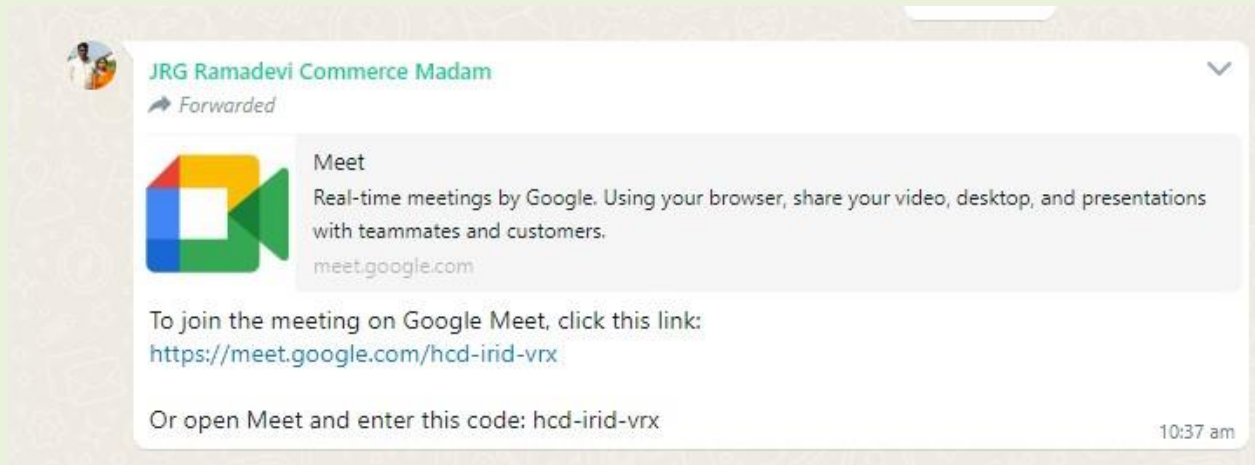 JRG Ramadevi Commerce Madam
Forwarded
Meet
Real-time meetings by Google. Using your browser, share your video, desktop, and presentations
with teammates and customers.
meet.google.com
To join the meeting on Google Meet, click this link:
https://meet.google.com/hcd-irid-vrx
Or open Meet and enter this code: hcd-irid-vrx
10:37 am